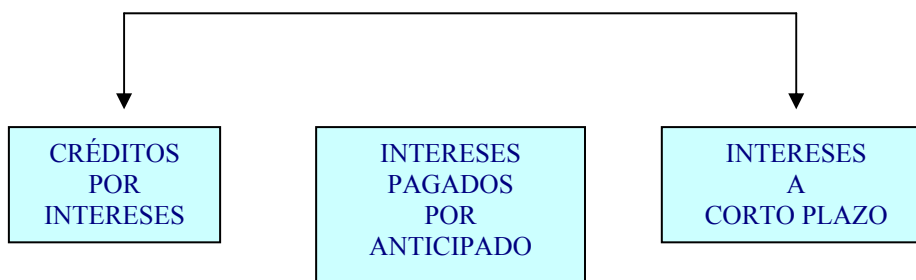 CRÉDITOS
POR
INTERESES
INTERESES
PAGADOS
POR
ANTICIPADO
INTERESES
A
CORTO PLAZO